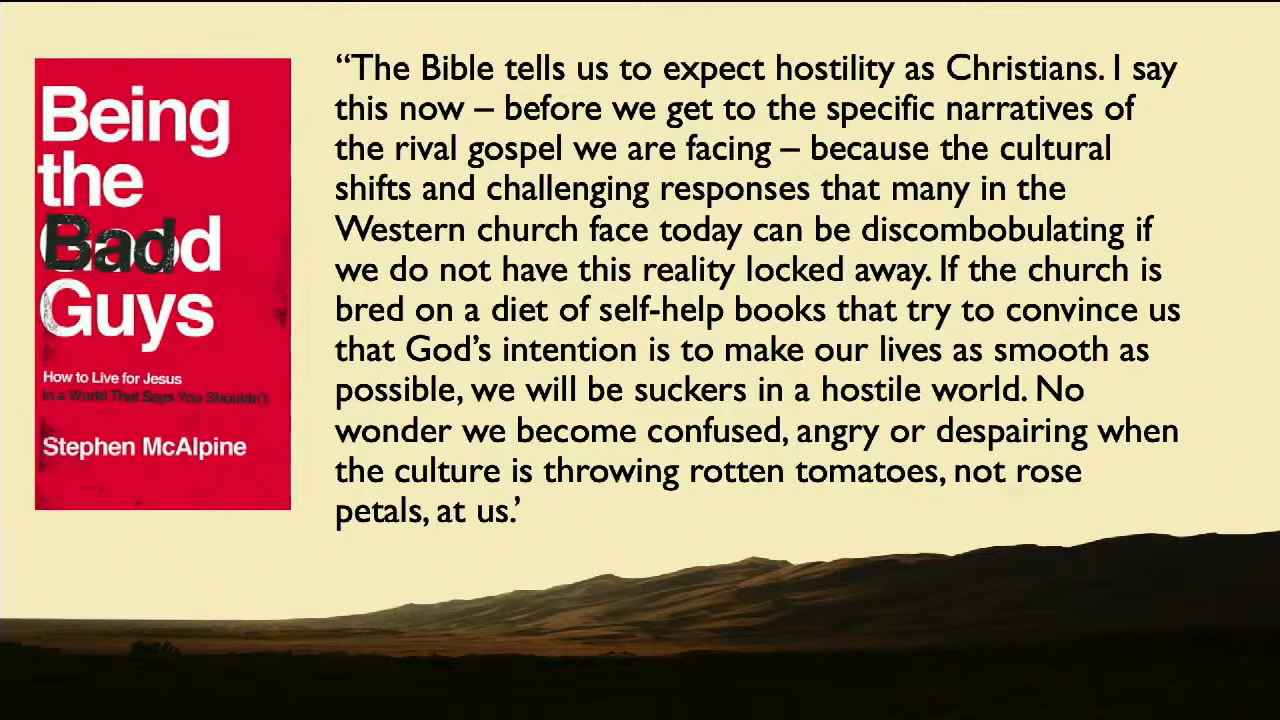 Being
the
Bad
Guys
How to Live for Jesus
in a World That Says You Shouldn't
Stephen McAlpine
“The Bible tells us to expect hostility as Christians. I say
this now – before we get to the specific narratives of
the rival gospel we are facing – because the cultural
shifts and challenging responses that many in the
Western church face today can be discombobulating if
we do not have this reality locked away. If the church is
bred on a diet of self-help books that try to convince us
that God’s intention is to make our lives as smooth as
possible, we will be suckers in a hostile world. No
wonder we become confused, angry or despairing when
the culture is throwing rotten tomatoes, not rose
petals, at us.’